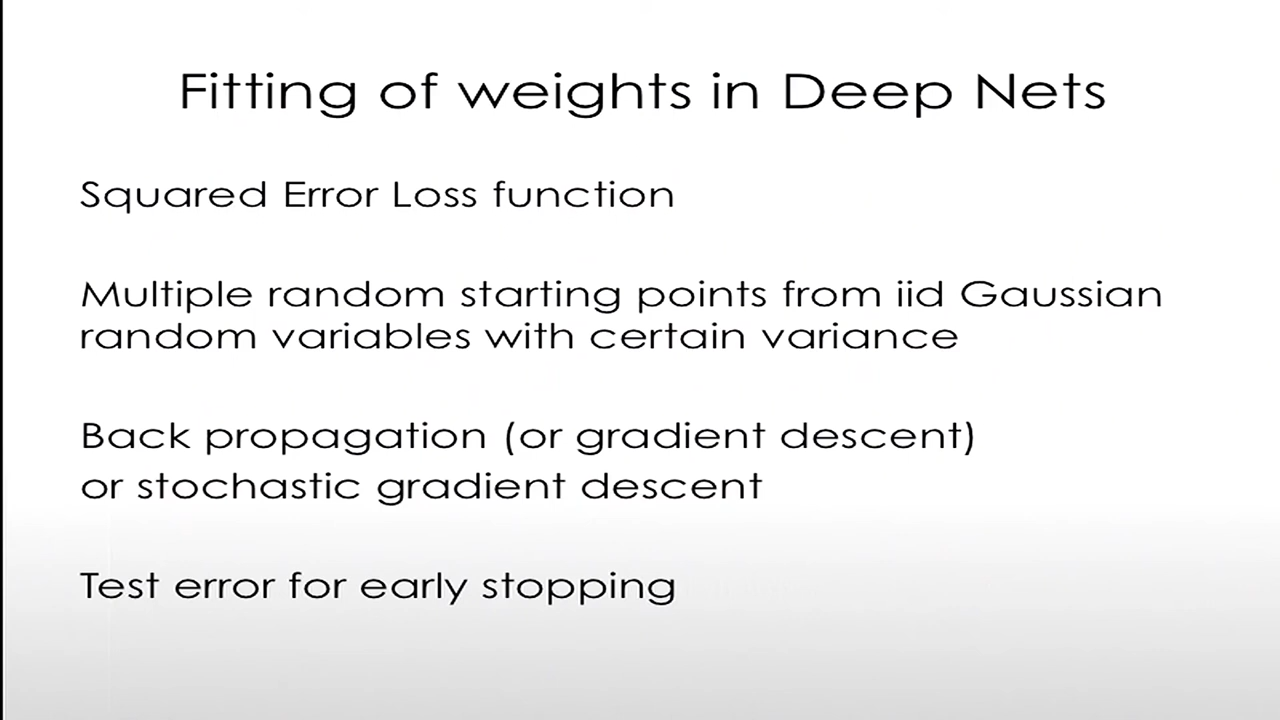 Fitting of weights in Deep Nets
Squared Error Loss function
Multiple random starting points from iid Gaussian
random variables with certain variance
Back propagation (or gradient descent)
or stochastic gradient descent
Test error for early stopping